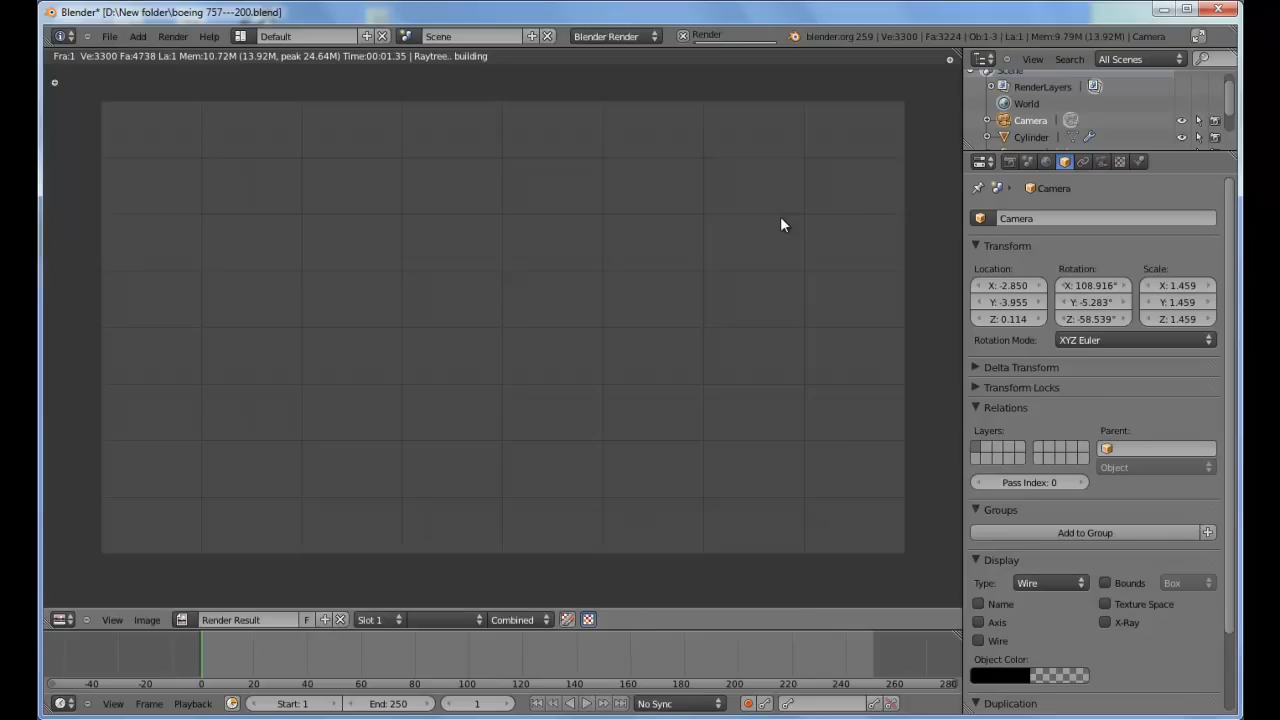 Blender* [D:\New folder\boeing 757---200.blend]
File Add Render Help Default Scene Blender Render Render blender.org 259 | Ve:3300 | Fa:3224 | Ob:1-3 | La:1 | Mem:9.79M (13.92M) | Camera
Fra:1 Ve:3300 Fa:4738 La:1 Mem:10.72M (13.92M, peak 24.64M) Time:00:01.35 | Raytree.. building
View Search All Scenes
Scene
RenderLayers
World
Camera
Cylinder
Camera
Camera
Transform
Location: Rotation: Scale:
X: -2.850 X: 108.916° X: 1.459
Y: -3.955 Y: -5.283° Y: 1.459
Z: 0.114 Z: -58.539° Z: 1.459
Rotation Mode: XYZ Euler
Delta Transform
Transform Locks
Relations
Layers: Parent:
Object
Pass Index: 0
Groups
Add to Group
Display
Type: Wire Bounds Box
Name Texture Space
Axis X-Ray
Wire
Object Color:
Duplication
View Image Render Result F Slot 1 Combined
-40 -20 0 20 40 60 80 100 120 140 160 180 200 220 240 260 280
View Frame Playback Start: 1 End: 250 1 No Sync